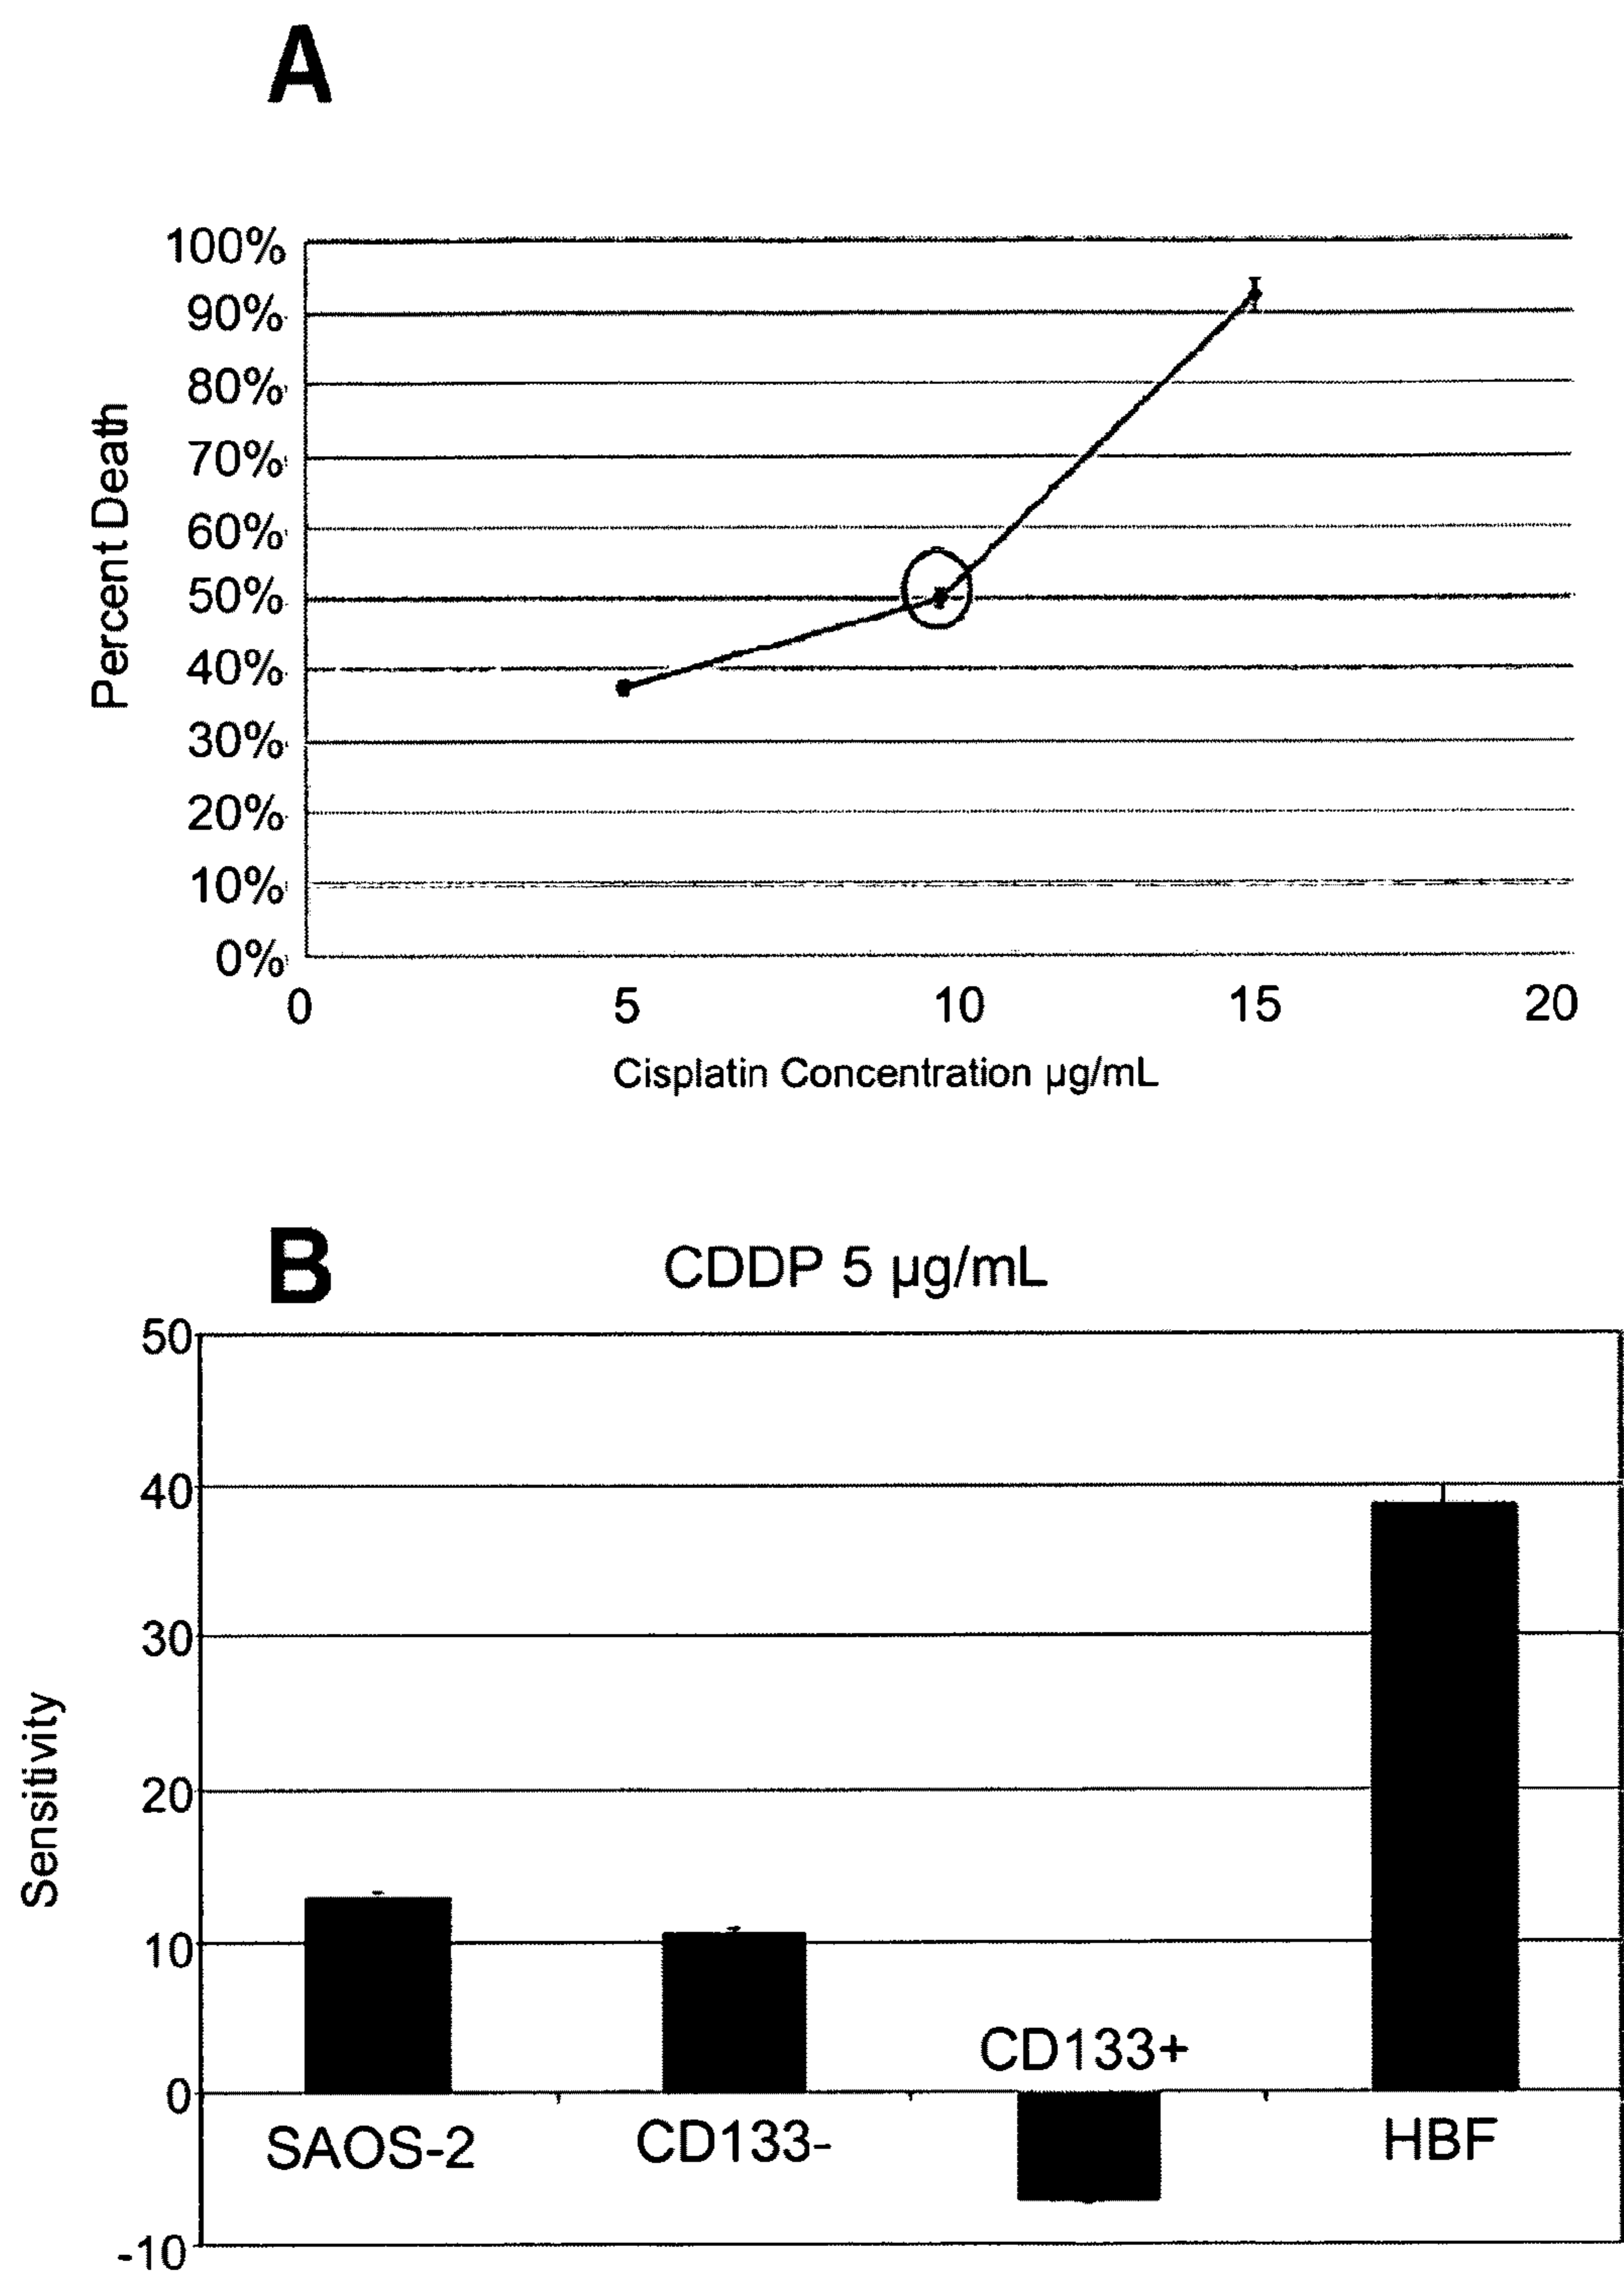 A
100%
90%
80%
70%
60%
50%
40%
30%
20%
10%
0%
Percent Death
0 5 10 15 20
Cisplatin Concentration µg/mL
B
CDDP 5 µg/mL
50
40
30
20
10
0
-10
Sensitivity
CD133+
SAOS-2 CD133- HBF